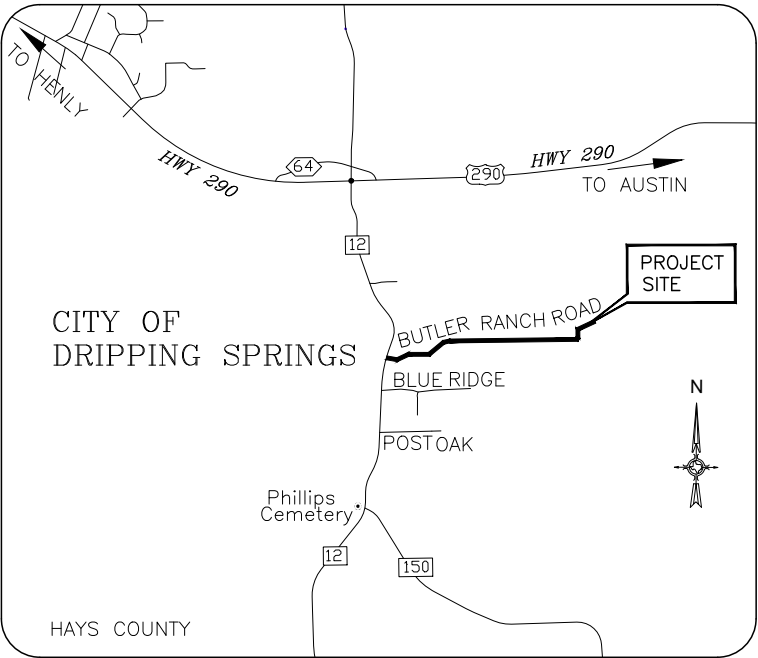 TO HENLY
HWY 290
64
290
HWY 290
TO AUSTIN
12
PROJECT
SITE
BUTLER RANCH ROAD
CITY OF
DRIPPING SPRINGS
BLUE RIDGE
N
POST OAK
Phillips
Cemetery
12
150
HAYS COUNTY